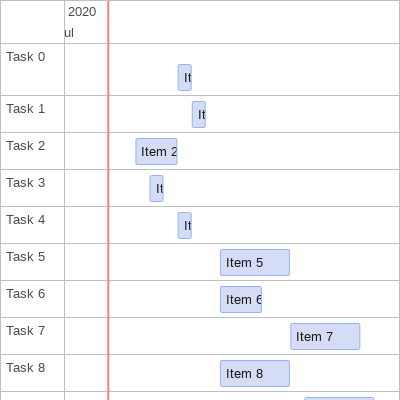 2020
ul
Task 0
It
Task 1
It
Task 2
Item 2
Task 3
It
Task 4
It
Task 5
Item 5
Task 6
Item 6
Task 7
Item 7
Task 8
Item 8